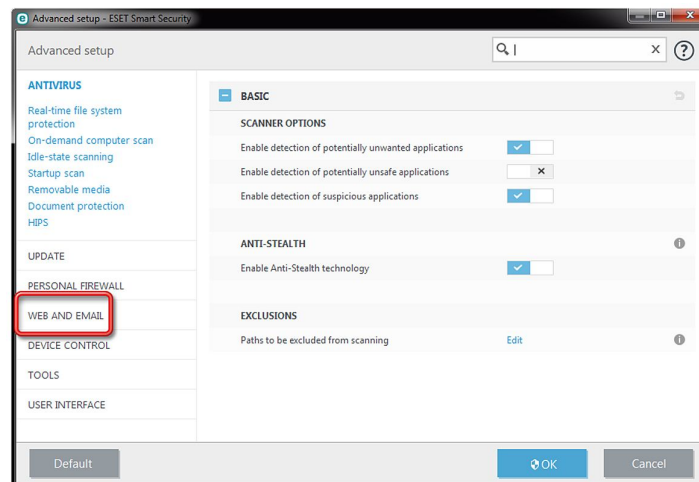 Advanced setup - ESET Smart Security
Advanced setup
ANTIVIRUS
Real-time file system
protection
On-demand computer scan
Idle-state scanning
Startup scan
Removable media
Document protection
HIPS
UPDATE
PERSONAL FIREWALL
WEB AND EMAIL
DEVICE CONTROL
TOOLS
USER INTERFACE
BASIC
SCANNER OPTIONS
Enable detection of potentially unwanted applications
Enable detection of potentially unsafe applications
Enable detection of suspicious applications
ANTI-STEALTH
Enable Anti-Stealth technology
EXCLUSIONS
Paths to be excluded from scanning Edit
Default
OK
Cancel